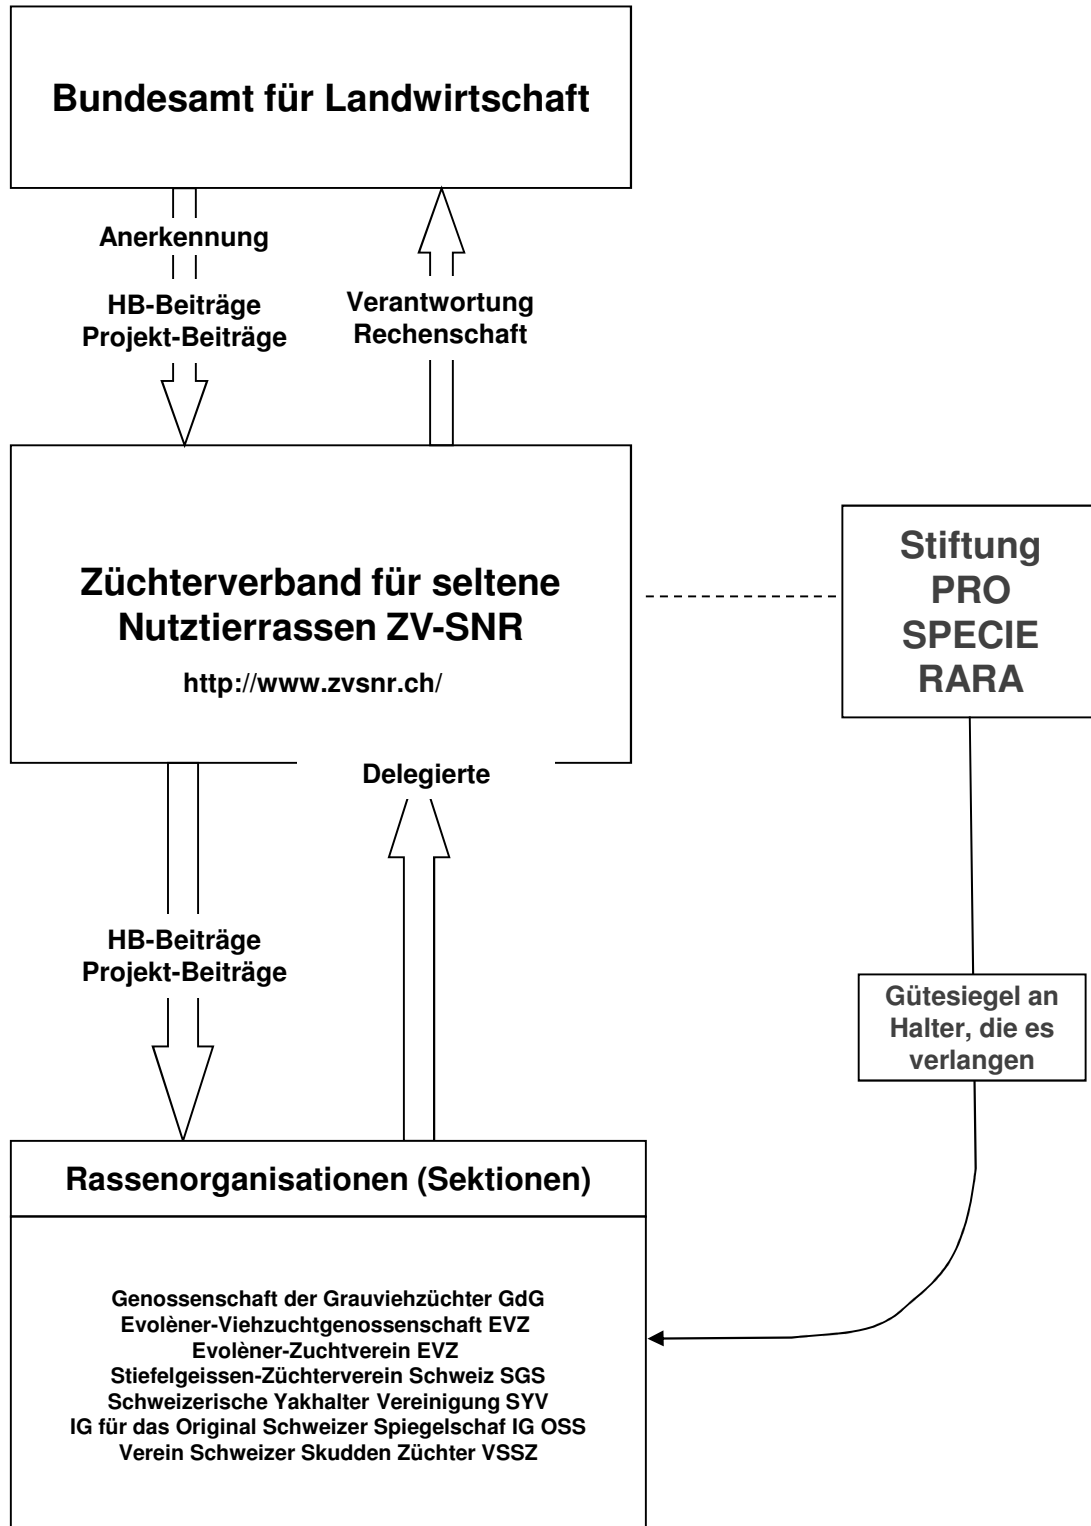 Bundesamt für Landwirtschaft
Anerkennung
HB-Beiträge
Projekt-Beiträge
Verantwortung
Rechenschaft
Züchterverband für seltene
Nutztierrassen ZV-SNR
http://www.zvsnr.ch/
Stiftung
PRO
SPECIE
RARA
Delegierte
HB-Beiträge
Projekt-Beiträge
Gütesiegel an
Halter, die es
verlangen
Rassenorganisationen (Sektionen)
Genossenschaft der Grauviehzüchter GdG
Evolèner-Viehzuchtgenossenschaft EVZ
Evolèner-Zuchtverein EVZ
Stiefelgeissen-Züchterverein Schweiz SGS
Schweizerische Yakhalter Vereinigung SYV
IG für das Original Schweizer Spiegelschaf IG OSS
Verein Schweizer Skudden Züchter VSSZ